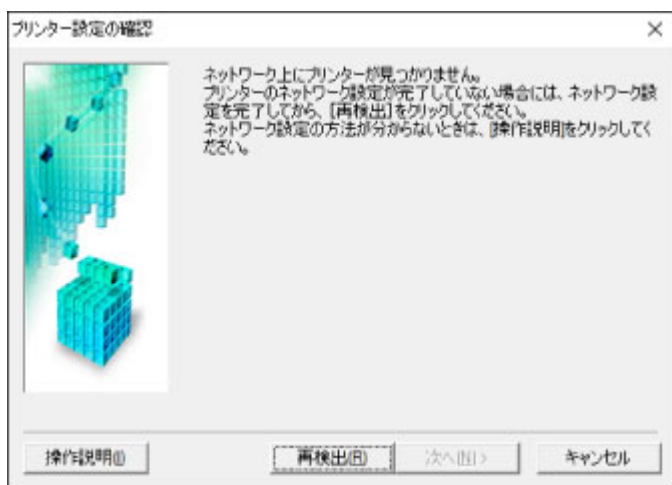 プリンター設定の確認
ネットワーク上にプリンターが見つかりません。
プリンターのネットワーク設定が完了していない場合には、ネットワーク設
定を完了してから、[再検出]をクリックしてください。
ネットワーク設定の方法が分からないときは、[操作説明]をクリックしてく
ださい。
操作説明(I)
再検出(R)
次へ(N) >
キャンセル